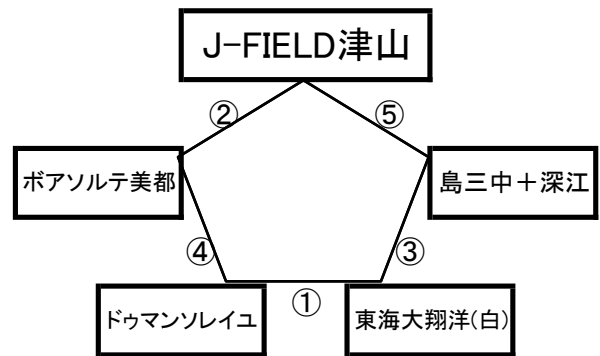 J-FIELD津山
②
⑤
ボアソルテ美都
島三中＋深江
④
③
ドゥマンソレイユ
①
東海大翔洋(白)